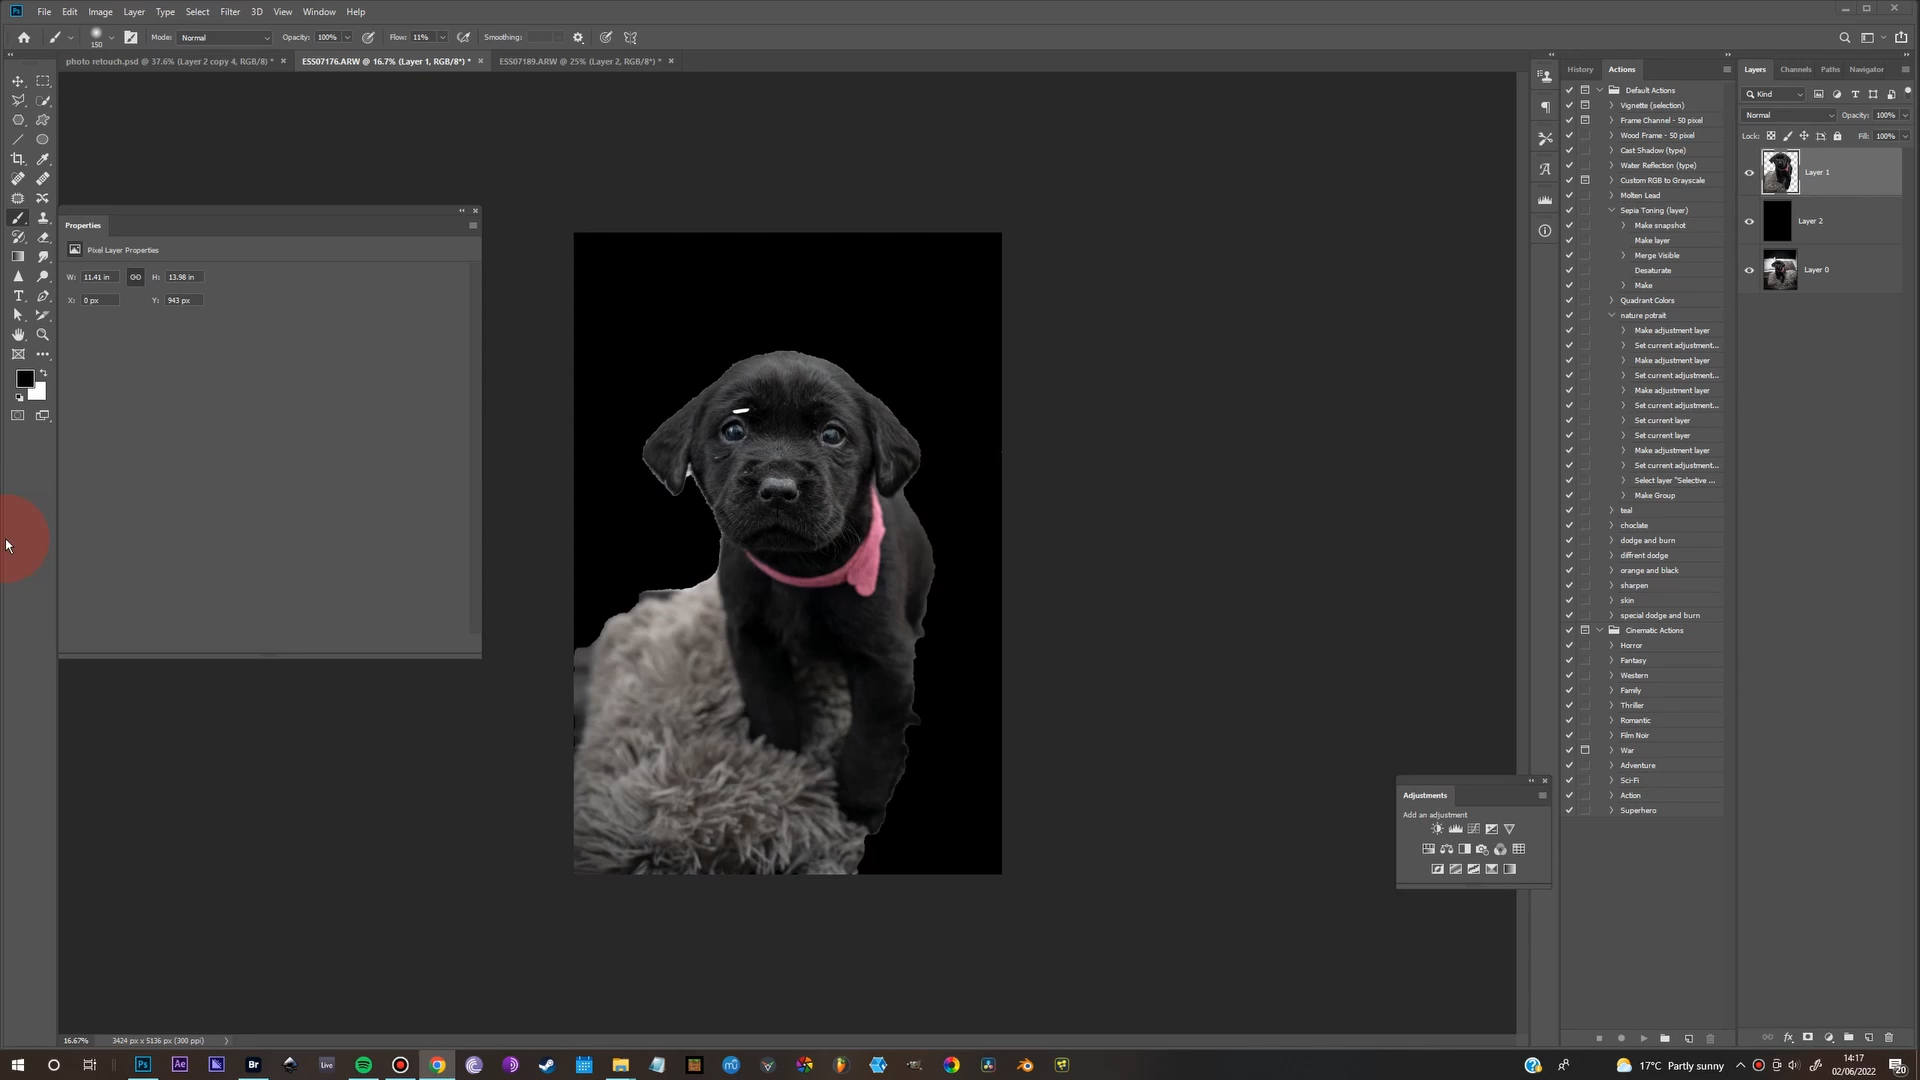 File Edit Image Layer Type Select Filter 3D View Window Help
150 Mode: Normal Opacity: 100% Flow: 11% Smoothing:
photo retouch.psd @ 37.6% (Layer 2 copy 4, RGB/8) * ESS07176.ARW @ 16.7% (Layer 1, RGB/8*) * ESS07189.ARW @ 25% (Layer 2, RGB/8*) *
Properties
Pixel Layer Properties
W: 11.41 in H: 13.98 in
X: 0 px Y: 943 px
History Actions
Default Actions
Vignette (selection)
Frame Channel - 50 pixel
Wood Frame - 50 pixel
Cast Shadow (type)
Water Reflection (type)
Custom RGB to Grayscale
Molten Lead
Sepia Toning (layer)
Make snapshot
Make layer
Merge Visible
Desaturate
Make
Quadrant Colors
nature potrait
Make adjustment layer
Set current adjustment...
Make adjustment layer
Set current adjustment...
Make adjustment layer
Set current adjustment...
Set current layer
Set current layer
Make adjustment layer
Set current adjustment...
Select layer "Selective ...
Make Group
teal
choclate
dodge and burn
diffrent dodge
orange and black
sharpen
skin
special dodge and burn
Cinematic Actions
Horror
Fantasy
Western
Family
Thriller
Romantic
Film Noir
War
Adventure
Sci-Fi
Action
Superhero
Layers Channels Paths Navigator
Kind
Normal Opacity: 100%
Lock: Fill: 100%
Layer 1
Layer 2
Layer 0
Adjustments
Add an adjustment
16.67% 3424 px x 5136 px (300 ppi)
Ps Ae Br Live 17°C Partly sunny 14:17
02/06/2022 20